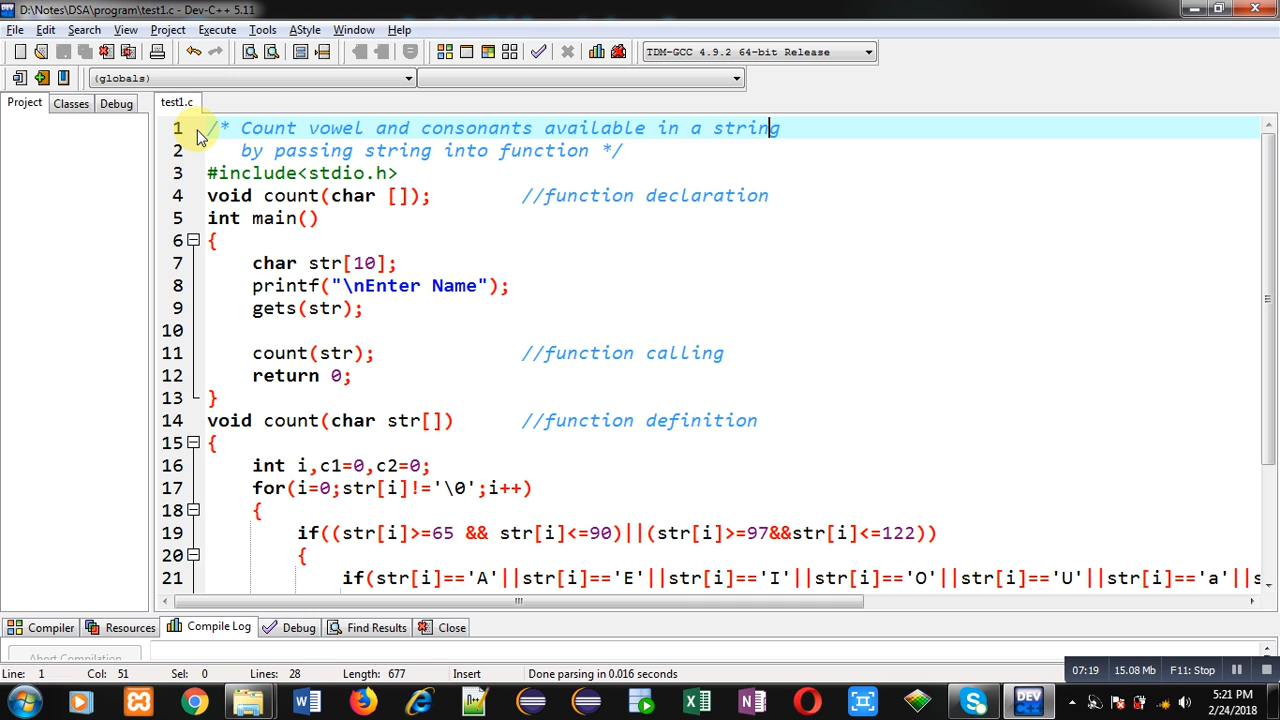 D:\Notes\DSA\program\test1.c - Dev-C++ 5.11
File Edit Search View Project Execute Tools AStyle Window Help
TDM-GCC 4.9.2 64-bit Release
(globals)
Project Classes Debug test1.c
1 /* Count vowel and consonants available in a string
2 by passing string into function */
3 #include<stdio.h>
4 void count(char []); //function declaration
5 int main()
6 {
7 char str[10];
8 printf("\nEnter Name");
9 gets(str);
10
11 count(str); //function calling
12 return 0;
13 }
14 void count(char str[]) //function definition
15 {
16 int i,c1=0,c2=0;
17 for(i=0;str[i]!='\0';i++)
18 {
19 if((str[i]>=65 && str[i]<=90)||(str[i]>=97&&str[i]<=122))
20 {
21 if(str[i]=='A'||str[i]=='E'||str[i]=='I'||str[i]=='O'||str[i]=='U'||str[i]=='a'||s
Compiler Resources Compile Log Debug Find Results Close
Abort Compilation
Line: 1 Col: 51 Sel: 0 Lines: 28 Length: 677 Insert Done parsing in 0.016 seconds
07:19 15.08 Mb F11: Stop
5:21 PM
2/24/2018